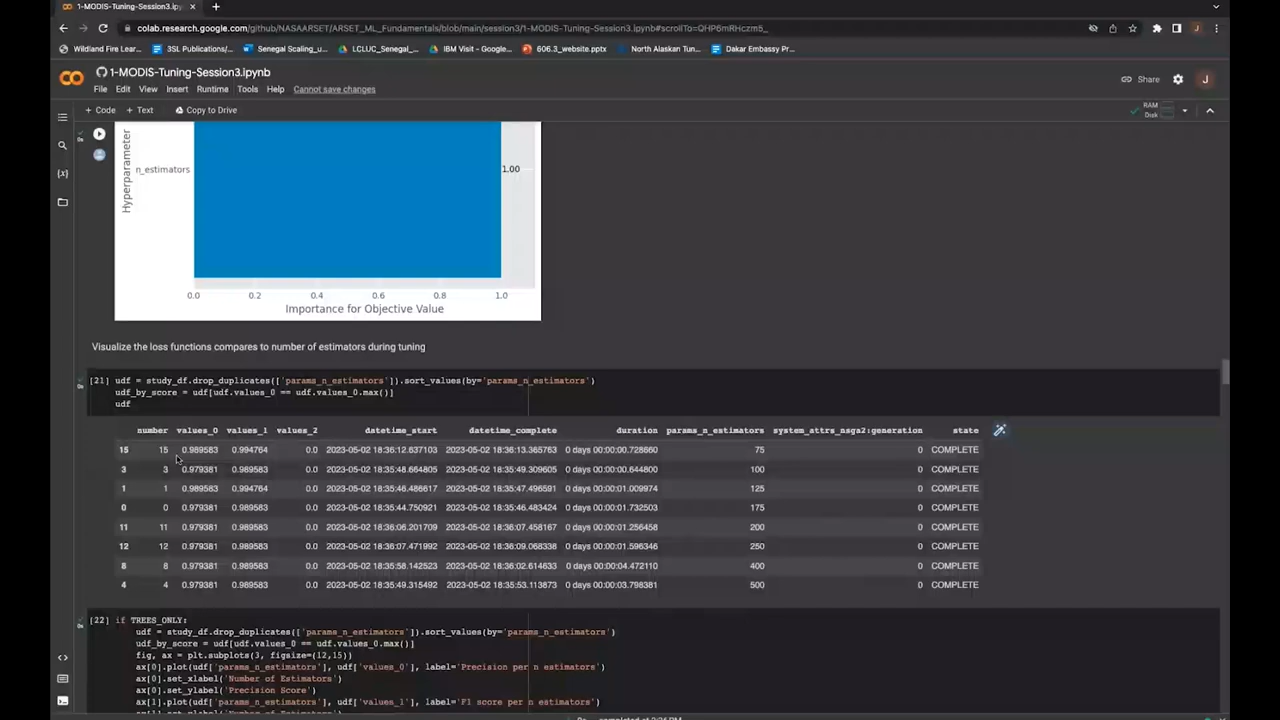 1-MODIS-Tuning-Session3.ipynb
colab.research.google.com/github/NASAARSET/ARSET_ML_Fundamentals/blob/main/session3/1-MODIS-Tuning-Session3.ipynb#scrollTo=QHP6mRHczm5_
Wildland Fire Lear... 3SL Publications/... Senegal Scaling_u... LCLUC_Senegal_... IBM Visit - Google... 606.3_website.pptx North Alaskan Tun... Dakar Embassy Pr...
1-MODIS-Tuning-Session3.ipynb
File Edit View Insert Runtime Tools Help Cannot save changes
Share J
+ Code + Text Copy to Drive
RAM
Disk
Hyperparameter
n_estimators
1.00
0.0 0.2 0.4 0.6 0.8 1.0
Importance for Objective Value
Visualize the loss functions compares to number of estimators during tuning
[21] udf = study_df.drop_duplicates(['params_n_estimators']).sort_values(by='params_n_estimators')
udf_by_score = udf[udf.values_0 == udf.values_0.max()]
udf
number values_0 values_1 values_2 datetime_start datetime_complete duration params_n_estimators system_attrs_nsga2:generation state
15 15 0.989583 0.994764 0.0 2023-05-02 18:36:12.637103 2023-05-02 18:36:13.365763 0 days 00:00:00.728660 75 0 COMPLETE
3 3 0.979381 0.989583 0.0 2023-05-02 18:35:48.664805 2023-05-02 18:35:49.309605 0 days 00:00:00.644800 100 0 COMPLETE
1 1 0.989583 0.994764 0.0 2023-05-02 18:35:46.486617 2023-05-02 18:35:47.496591 0 days 00:00:01.009974 125 0 COMPLETE
0 0 0.979381 0.989583 0.0 2023-05-02 18:35:44.750921 2023-05-02 18:35:46.483424 0 days 00:00:01.732503 175 0 COMPLETE
11 11 0.979381 0.989583 0.0 2023-05-02 18:36:06.201709 2023-05-02 18:36:07.458167 0 days 00:00:01.256458 200 0 COMPLETE
12 12 0.979381 0.989583 0.0 2023-05-02 18:36:07.471992 2023-05-02 18:36:09.068338 0 days 00:00:01.596346 250 0 COMPLETE
8 8 0.979381 0.989583 0.0 2023-05-02 18:35:58.142523 2023-05-02 18:36:02.614633 0 days 00:00:04.472110 400 0 COMPLETE
4 4 0.979381 0.989583 0.0 2023-05-02 18:35:49.315492 2023-05-02 18:35:53.113873 0 days 00:00:03.798381 500 0 COMPLETE
[22] if TREES_ONLY:
udf = study_df.drop_duplicates(['params_n_estimators']).sort_values(by='params_n_estimators')
udf_by_score = udf[udf.values_0 == udf.values_0.max()]
fig, ax = plt.subplots(3, figsize=(12,15))
ax[0].plot(udf['params_n_estimators'], udf['values_0'], label='Precision per n estimators')
ax[0].set_xlabel('Number of Estimators')
ax[0].set_ylabel('Precision Score')
ax[1].plot(udf['params_n_estimators'], udf['values_1'], label='F1 score per n estimators')